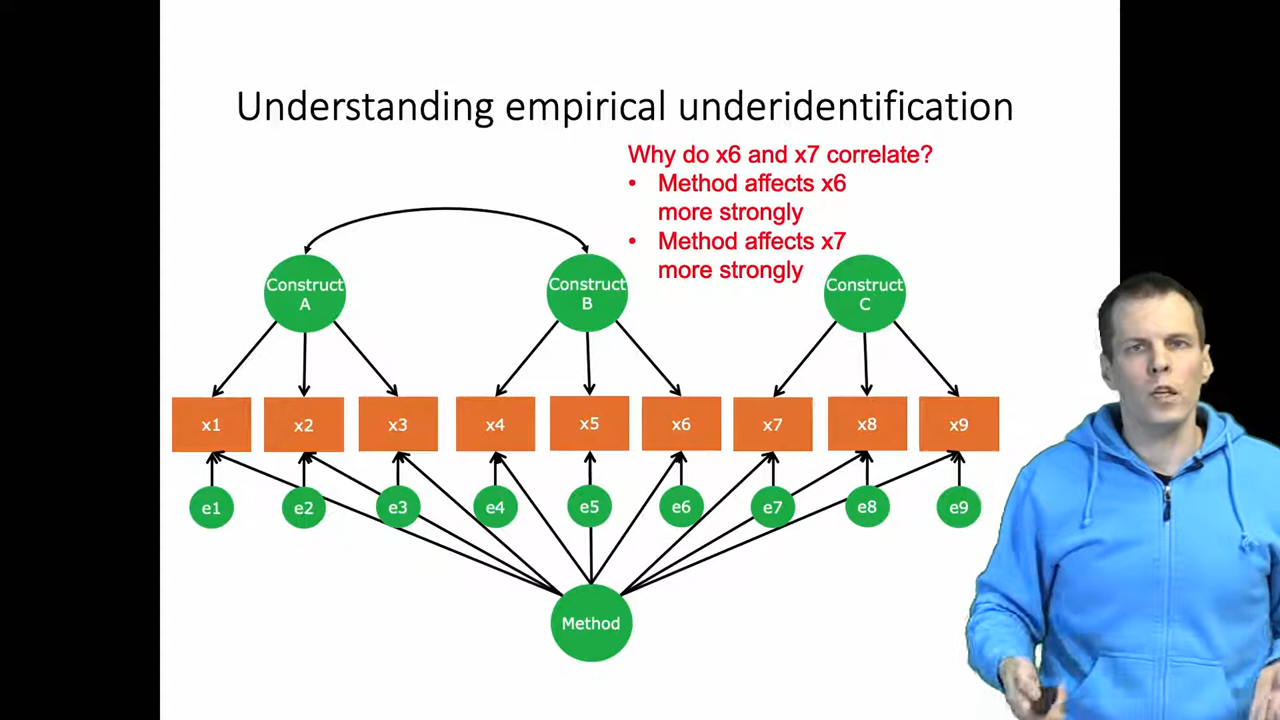 Understanding empirical underidentification
Why do x6 and x7 correlate?
• Method affects x6
more strongly
• Method affects x7
more strongly
Construct
A
Construct
B
Construct
C
x1 x2 x3 x4 x5 x6 x7 x8 x9
e1 e2 e3 e4 e5 e6 e7 e8 e9
Method